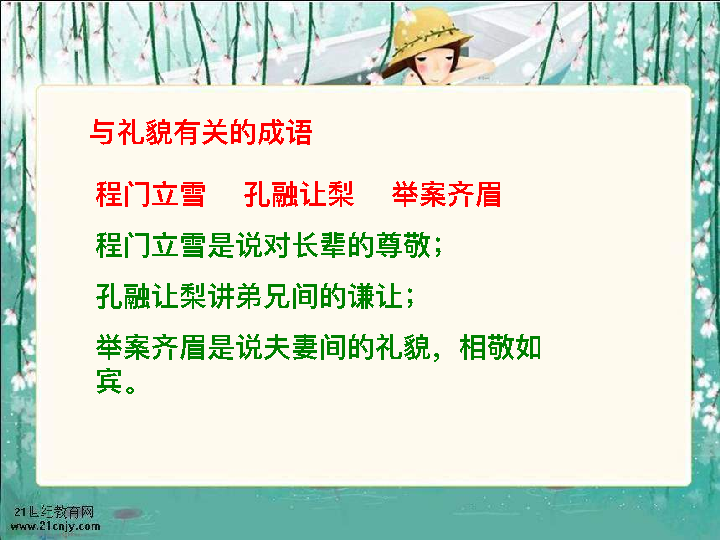 与礼貌有关的成语
程门立雪 孔融让梨 举案齐眉
程门立雪是说对长辈的尊敬；
孔融让梨讲弟兄间的谦让；
举案齐眉是说夫妻间的礼貌，相敬如
宾。
21世纪教育网
www.21cnjy.com